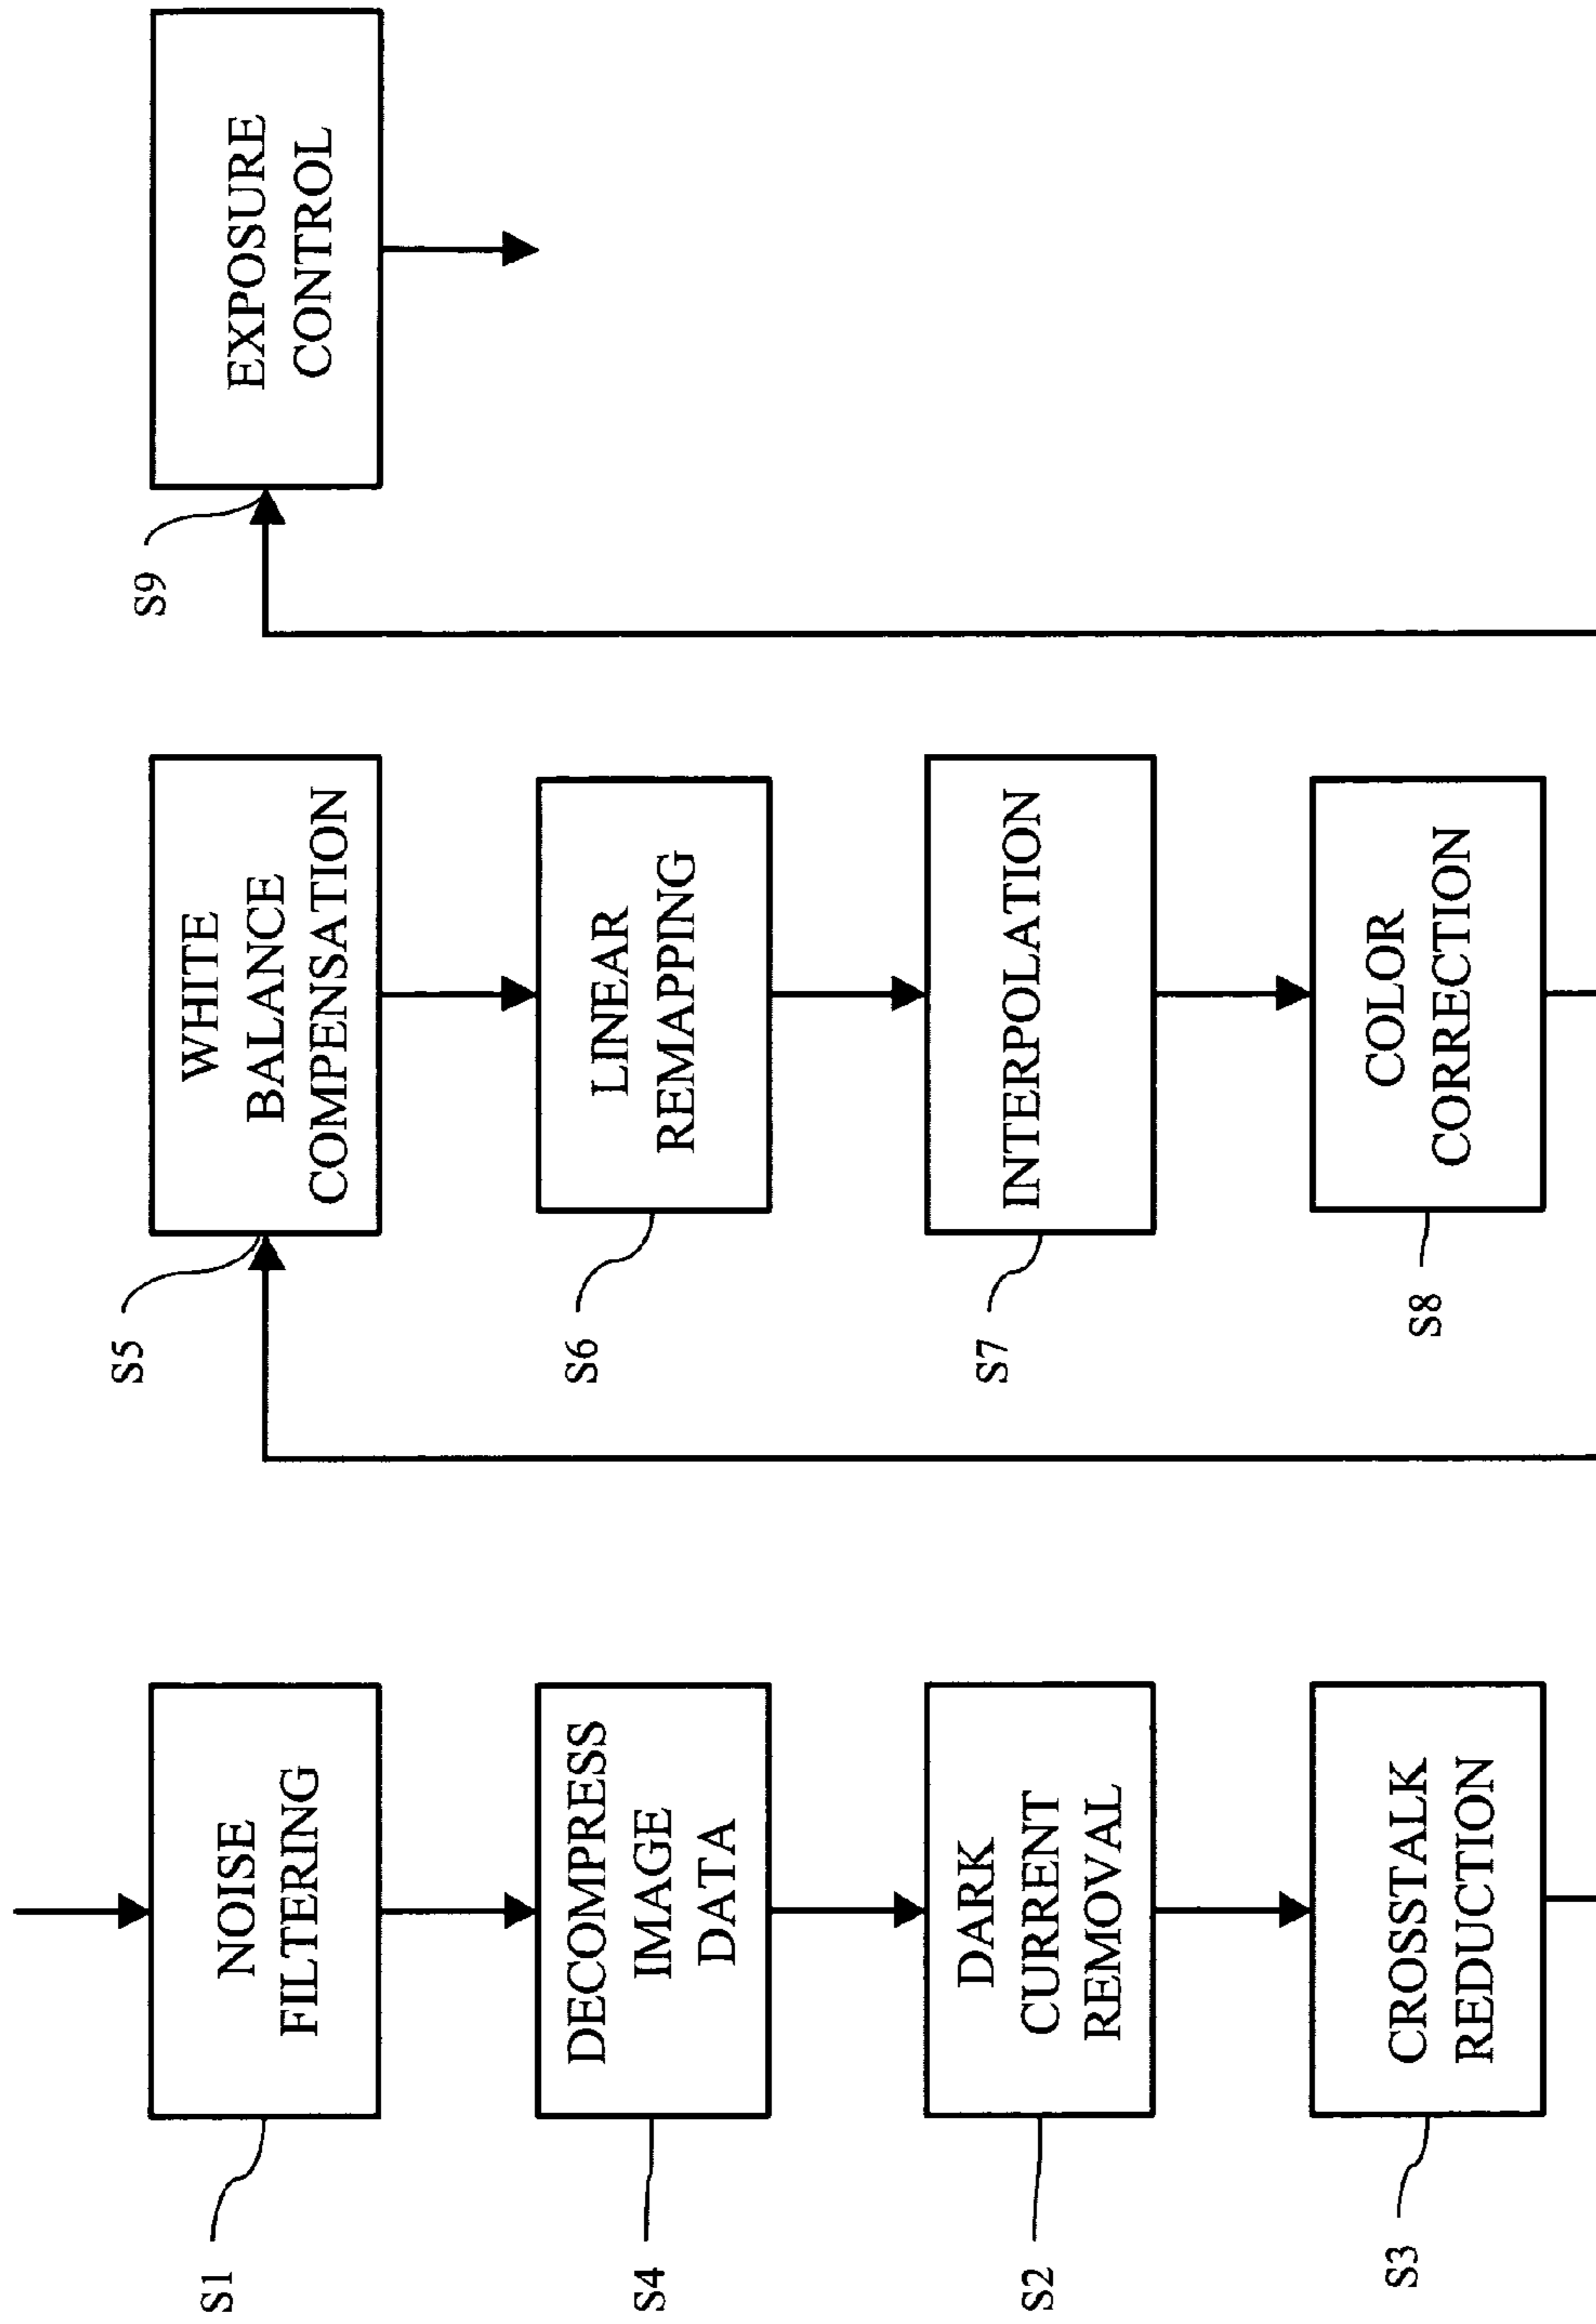 S1
NOISE
FILTERING
S4
DECOMPRESS
IMAGE
DATA
S2
DARK
CURRENT
REMOVAL
S3
CROSSTALK
REDUCTION
S5
WHITE
BALANCE
COMPENSATION
S6
LINEAR
REMAPPING
S7
INTERPOLATION
S8
COLOR
CORRECTION
S9
EXPOSURE
CONTROL